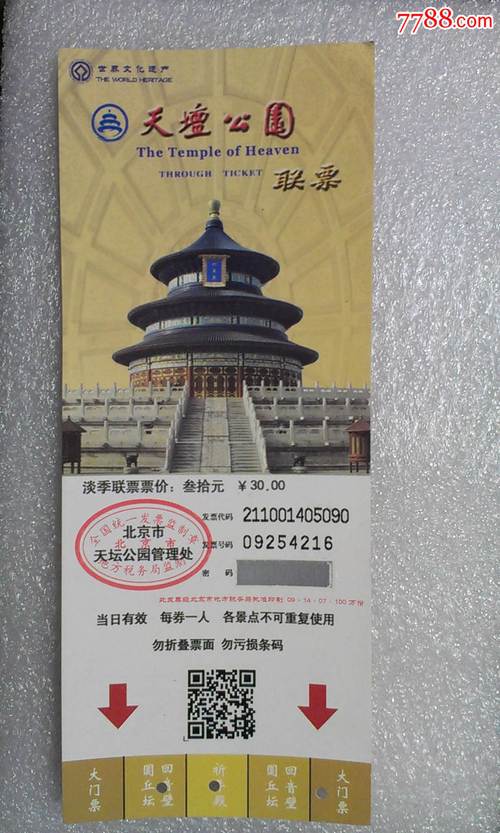 7788.com
世界文化遗产
THE WORLD HERITAGE
天壇公園
The Temple of Heaven
THROUGH TICKET 联票
淡季联票票价：叁拾元 ￥30.00
全国统一发票监制章
北京市
地方税务局监制
发票代码 211001405090
北京市
天坛公园管理处
发票号码 09254216
密码
当日有效 每券一人 各景点不可重复使用
勿折叠票面 勿污损条码
大门票
圜丘坛 回音壁
祈年殿
圜丘坛 回音壁
大门票